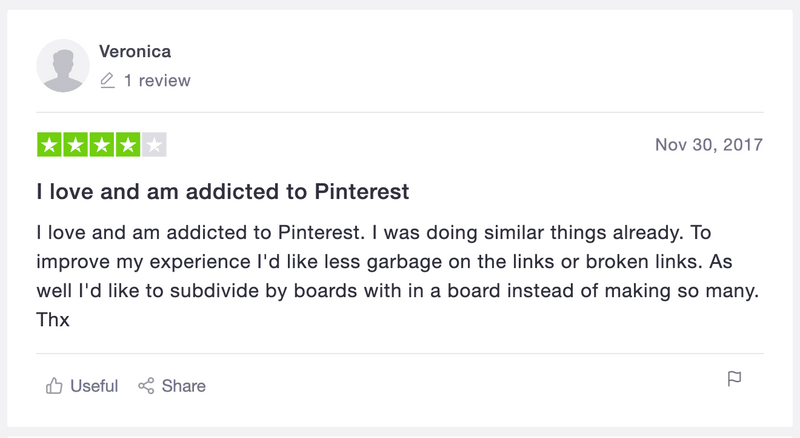 Veronica
1 review
Nov 30, 2017
I love and am addicted to Pinterest
I love and am addicted to Pinterest. I was doing similar things already. To
improve my experience I'd like less garbage on the links or broken links. As
well I'd like to subdivide by boards with in a board instead of making so many.
Thx
Useful Share